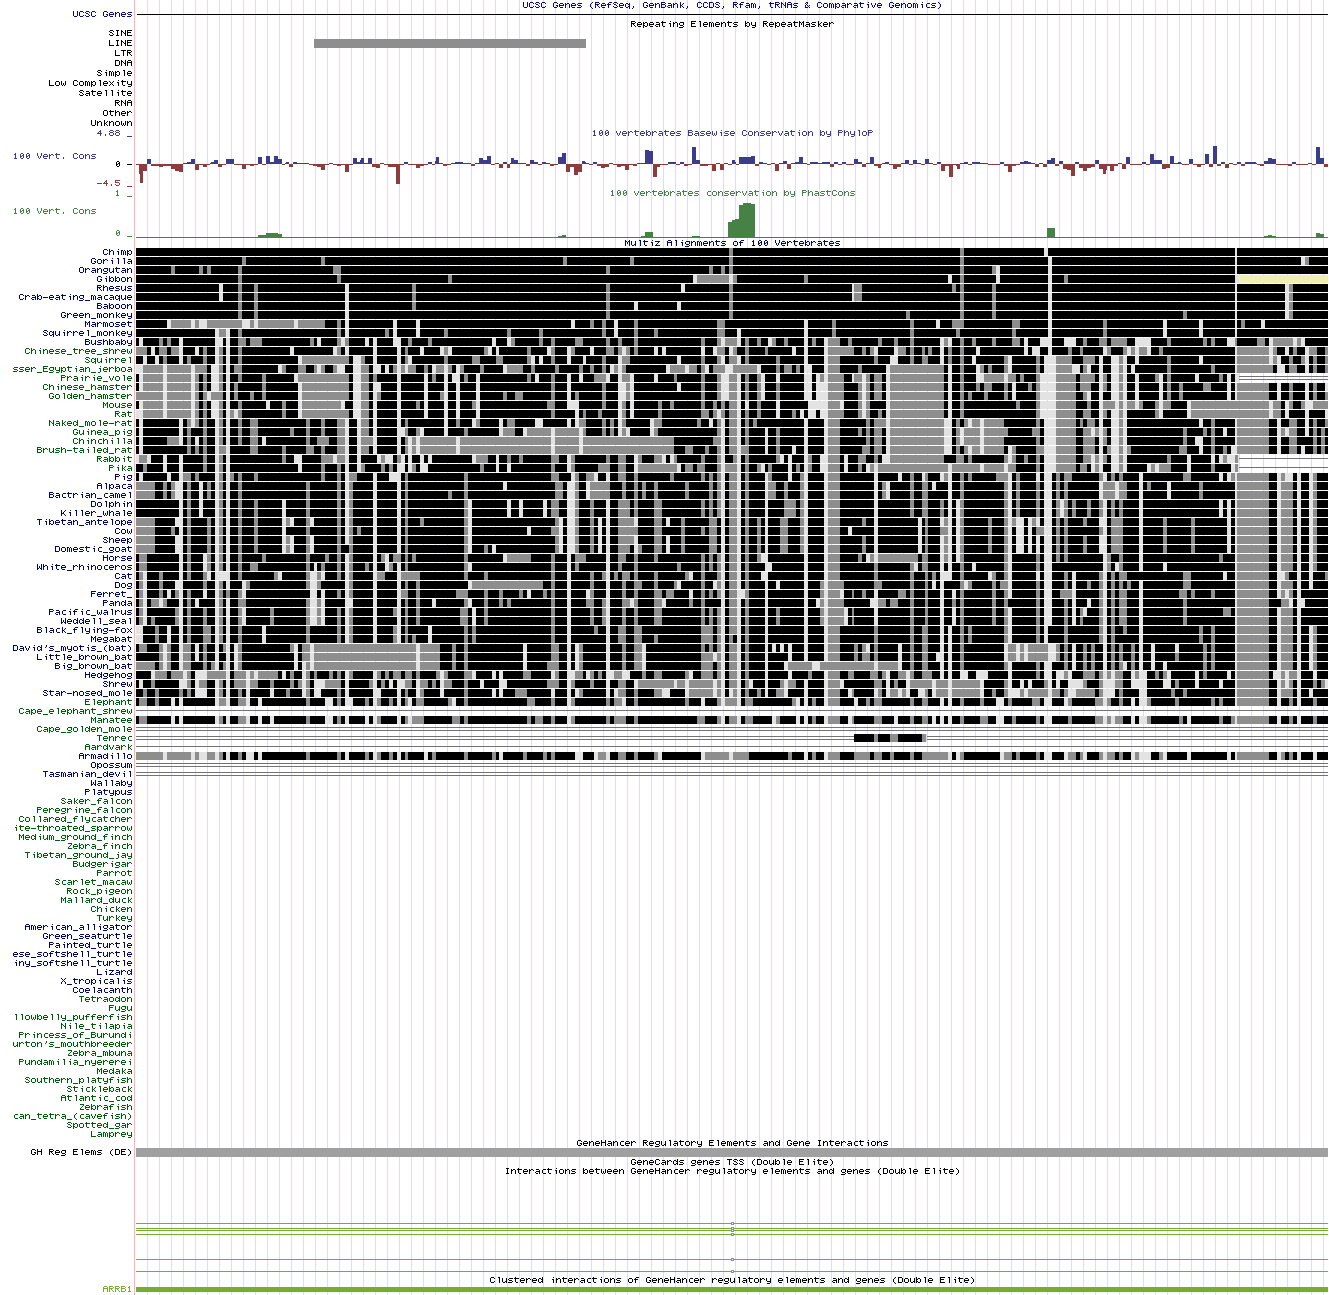 UCSC Genes (RefSeq, GenBank, CCDS, Rfam, tRNAs & Comparative Genomics)
UCSC Genes
Repeating Elements by RepeatMasker
SINE
LINE
LTR
DNA
Simple
Low Complexity
Satellite
RNA
Other
Unknown
4.88 _
100 vertebrates Basewise Conservation by PhyloP
100 Vert. Cons
0 _
-4.5 _
100 vertebrates conservation by PhastCons
1 _
100 Vert. Cons
0 _
Multiz Alignments of 100 Vertebrates
Chimp
Gorilla
Orangutan
Gibbon
Rhesus
Crab-eating_macaque
Baboon
Green_monkey
Marmoset
Squirrel_monkey
Bushbaby
Chinese_tree_shrew
Squirrel
sser_Egyptian_jerboa
Prairie_vole
Chinese_hamster
Golden_hamster
Mouse
Rat
Naked_mole-rat
Guinea_pig
Chinchilla
Brush-tailed_rat
Rabbit
Pika
Pig
Alpaca
Bactrian_camel
Dolphin
Killer_whale
Tibetan_antelope
Cow
Sheep
Domestic_goat
Horse
White_rhinoceros
Cat
Dog
Ferret_
Panda
Pacific_walrus
Weddell_seal
Black_flying-fox
Megabat
David's_myotis_(bat)
Little_brown_bat
Big_brown_bat
Hedgehog
Shrew
Star-nosed_mole
Elephant
Cape_elephant_shrew
Manatee
Cape_golden_mole
Tenrec
Aardvark
Armadillo
Opossum
Tasmanian_devil
Wallaby
Platypus
Saker_falcon
Peregrine_falcon
Collared_flycatcher
ite-throated_sparrow
Medium_ground_finch
Zebra_finch
Tibetan_ground_jay
Budgerigar
Parrot
Scarlet_macaw
Rock_pigeon
Mallard_duck
Chicken
Turkey
American_alligator
Green_seaturtle
Painted_turtle
ese_softshell_turtle
iny_softshell_turtle
Lizard
X_tropicalis
Coelacanth
Tetraodon
Fugu
llowbelly_pufferfish
Nile_tilapia
Princess_of_Burundi
urton's_mouthbreeder
Zebra_mbuna
Pundamilia_nyererei
Medaka
Southern_platyfish
Stickleback
Atlantic_cod
Zebrafish
can_tetra_(cavefish)
Spotted_gar
Lamprey
GeneHancer Regulatory Elements and Gene Interactions
GH Reg Elems (DE)
GeneCards genes TSS (Double Elite)
Interactions between GeneHancer regulatory elements and genes (Double Elite)
Clustered interactions of GeneHancer regulatory elements and genes (Double Elite)
ARRB1